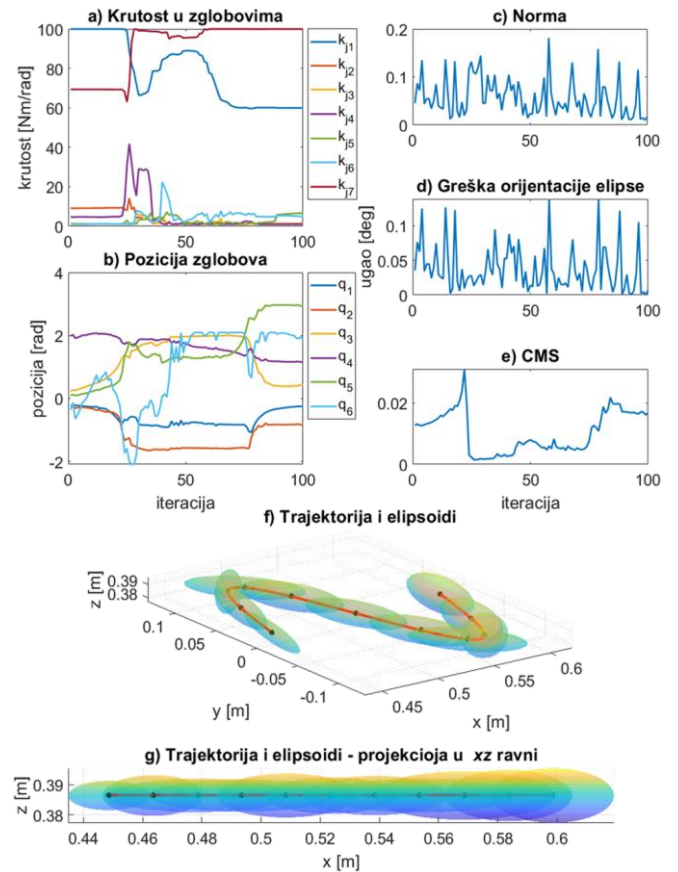 a) Krutost u zglobovima
krutost [Nm/rad]
100
80
60
40
20
0
0
50
100
k_j1
k_j2
k_j3
k_j4
k_j5
k_j6
k_j7
b) Pozicija zglobova
pozicija [rad]
4
2
0
-2
0
50
100
iteracija
q_1
q_2
q_3
q_4
q_5
q_6
c) Norma
0.2
0.1
0
0
50
100
d) Greška orijentacije elipse
ugao [deg]
0.1
0.05
0
0
50
100
e) CMS
0.02
0
0
50
100
iteracija
f) Trajektorija i elipsoidi
z [m]
0.39
0.38
0.1
0.05
0
-0.05
-0.1
y [m]
0.45
0.5
0.55
0.6
x [m]
g) Trajektorija i elipsoidi - projekcioja u xz ravni
z [m]
0.39
0.38
0.44
0.46
0.48
0.5
0.52
0.54
0.56
0.58
0.6
x [m]